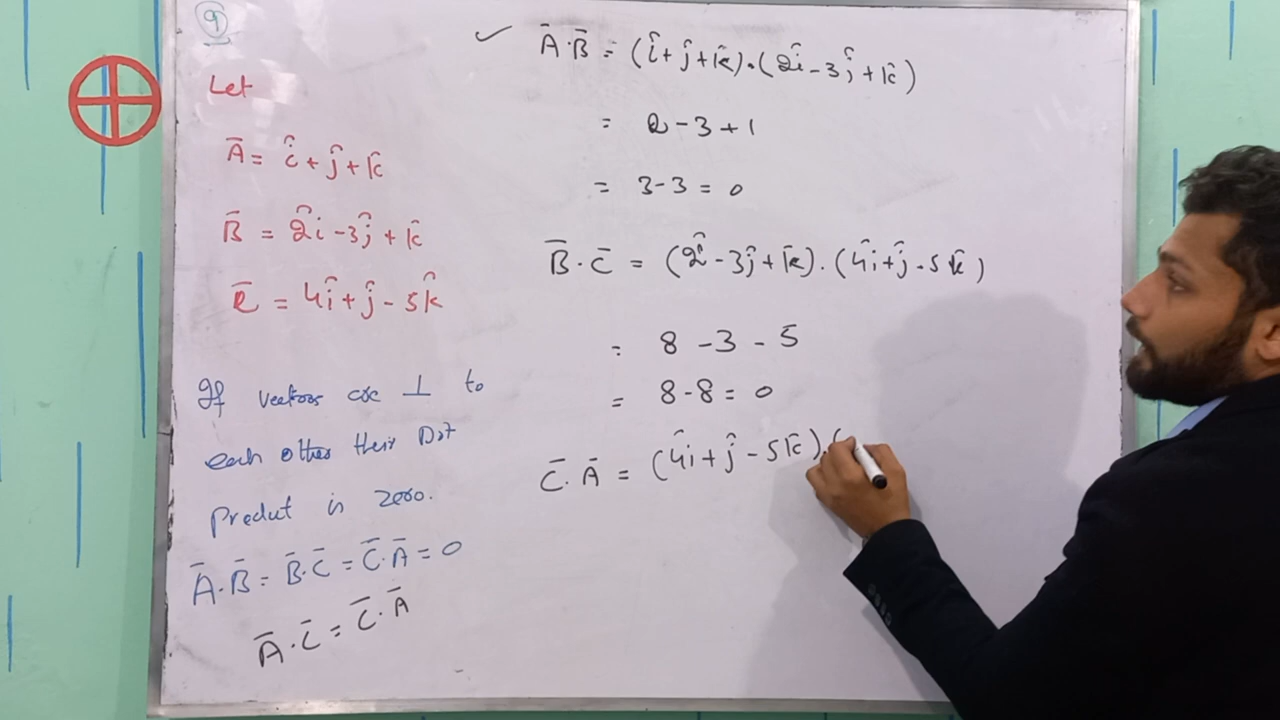 9
Let
A̅ = î + ĵ + k̂
B̅ = 2î - 3ĵ + k̂
C̅ = 4î + ĵ - 5k̂
If vectors are ⊥ to
each other their Dot
Produt is zero.
A̅·B̅ = B̅·C̅ = C̅·A̅ = 0
A̅·C̅ = C̅·A̅
✓ A̅·B̅ = (î + ĵ + k̂)·(2î - 3ĵ + k̂)
= 2 - 3 + 1
= 3 - 3 = 0
B̅·C̅ = (2î - 3ĵ + k̂)·(4î + ĵ - 5k̂)
= 8 - 3 - 5
= 8 - 8 = 0
C̅·A̅ = (4î + ĵ - 5k̂)·(